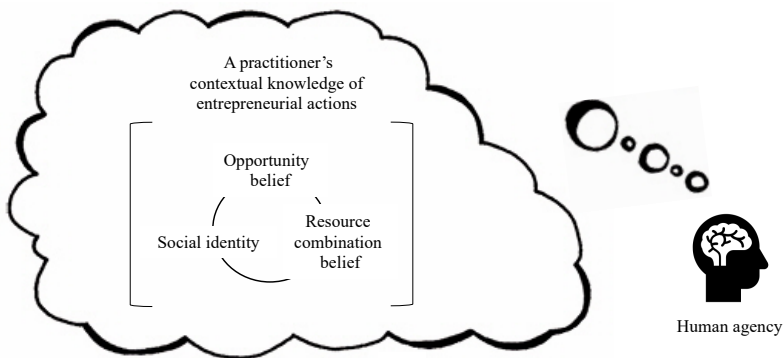 A practitioner’s
contextual knowledge of
entrepreneurial actions
Opportunity
belief
Social identity
Resource
combination
belief
Human agency